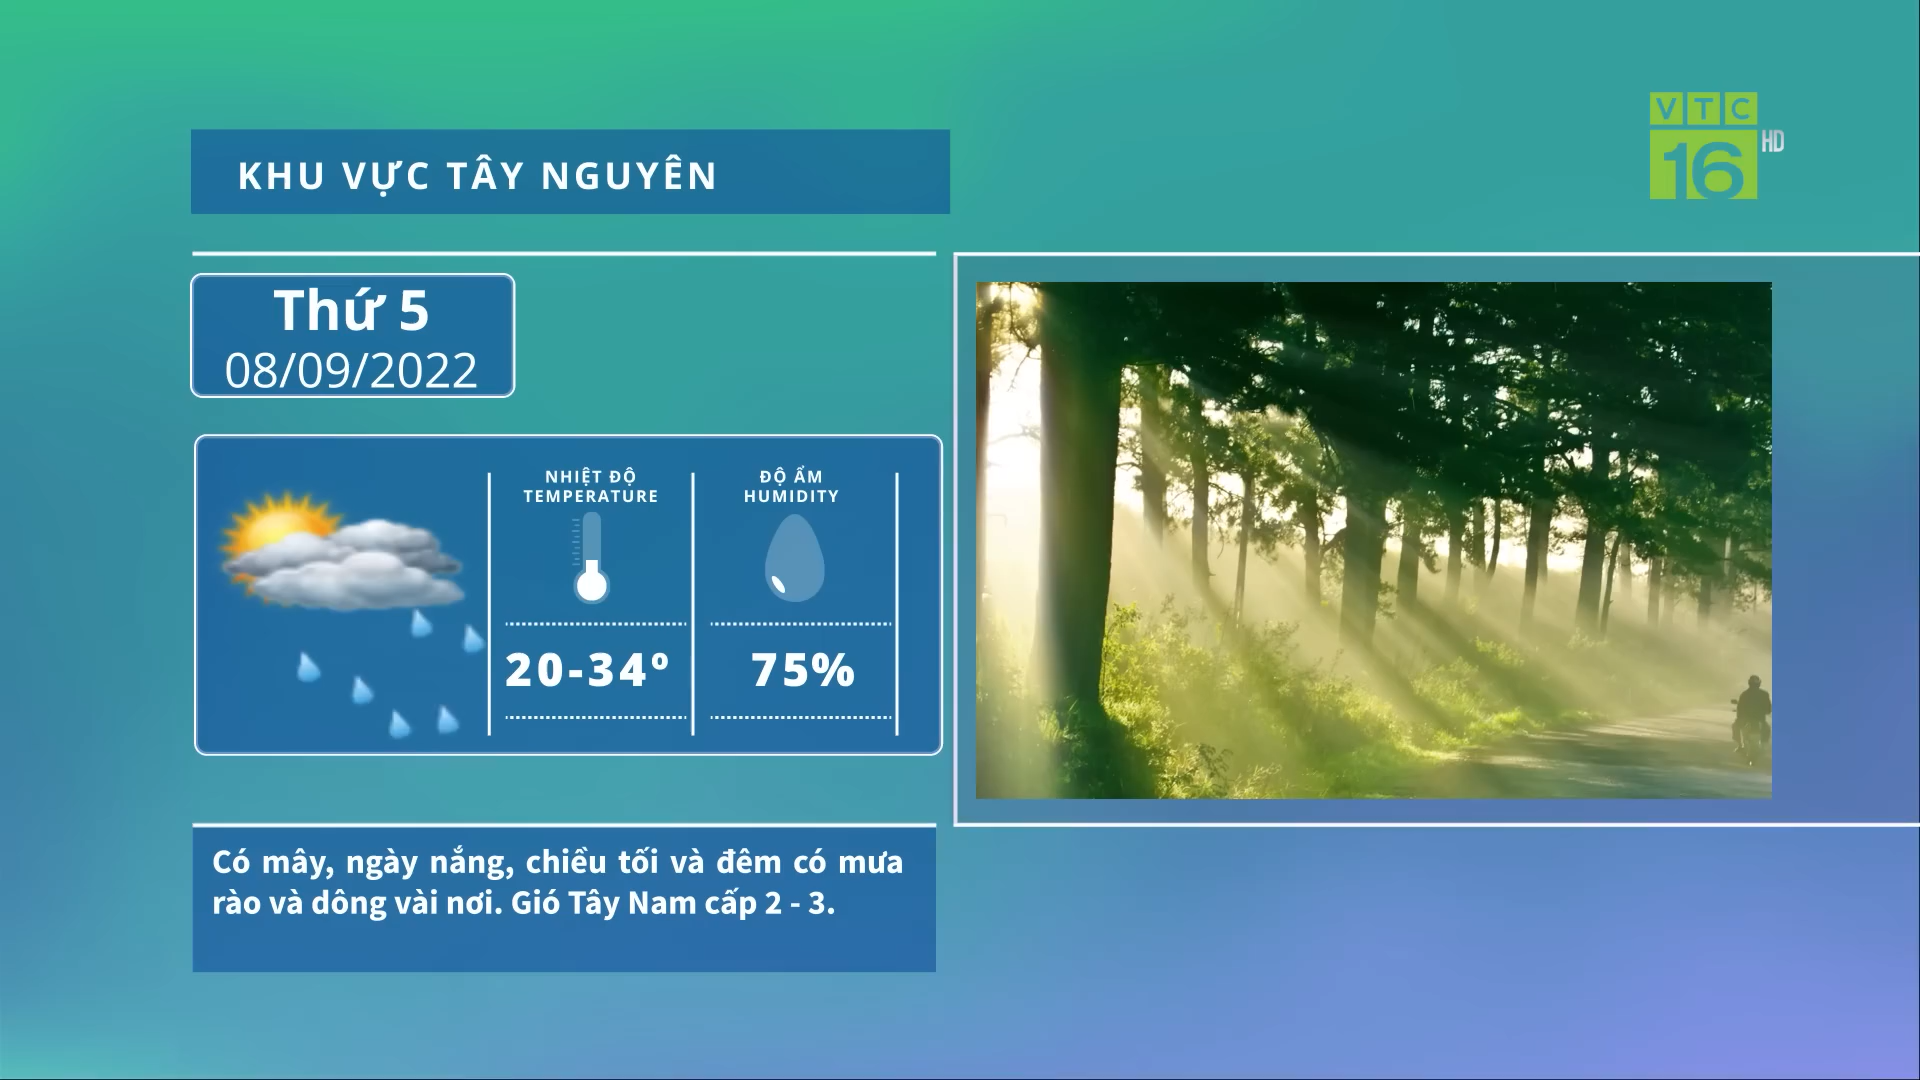 VTC
16 HD
KHU VỰC TÂY NGUYÊN
Thứ 5
08/09/2022
NHIỆT ĐỘ
TEMPERATURE
20-34º
ĐỘ ẨM
HUMIDITY
75%
Có mây, ngày nắng, chiều tối và đêm có mưa
rào và dông vài nơi. Gió Tây Nam cấp 2 - 3.